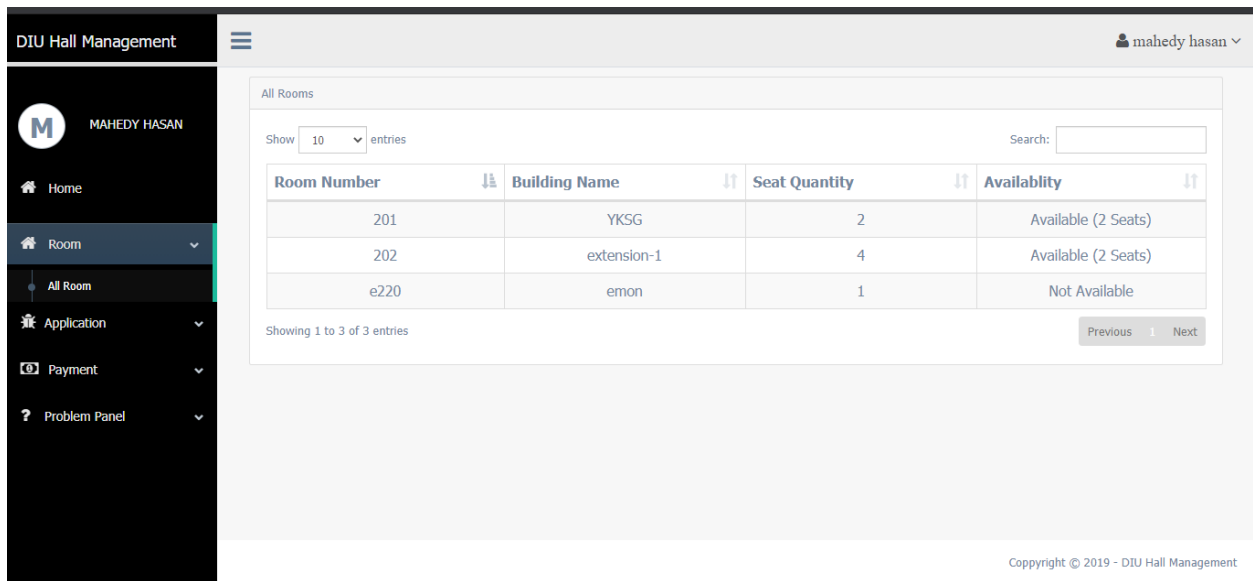 DIU Hall Management
mahedy hasan
M
MAHEDY HASAN
Home
Room
All Room
Application
Payment
? Problem Panel
All Rooms
Show 10 entries Search:
Room Number Building Name Seat Quantity Availablity
201 YKSG 2 Available (2 Seats)
202 extension-1 4 Available (2 Seats)
e220 emon 1 Not Available
Showing 1 to 3 of 3 entries Previous 1 Next
Coppyright © 2019 - DIU Hall Management